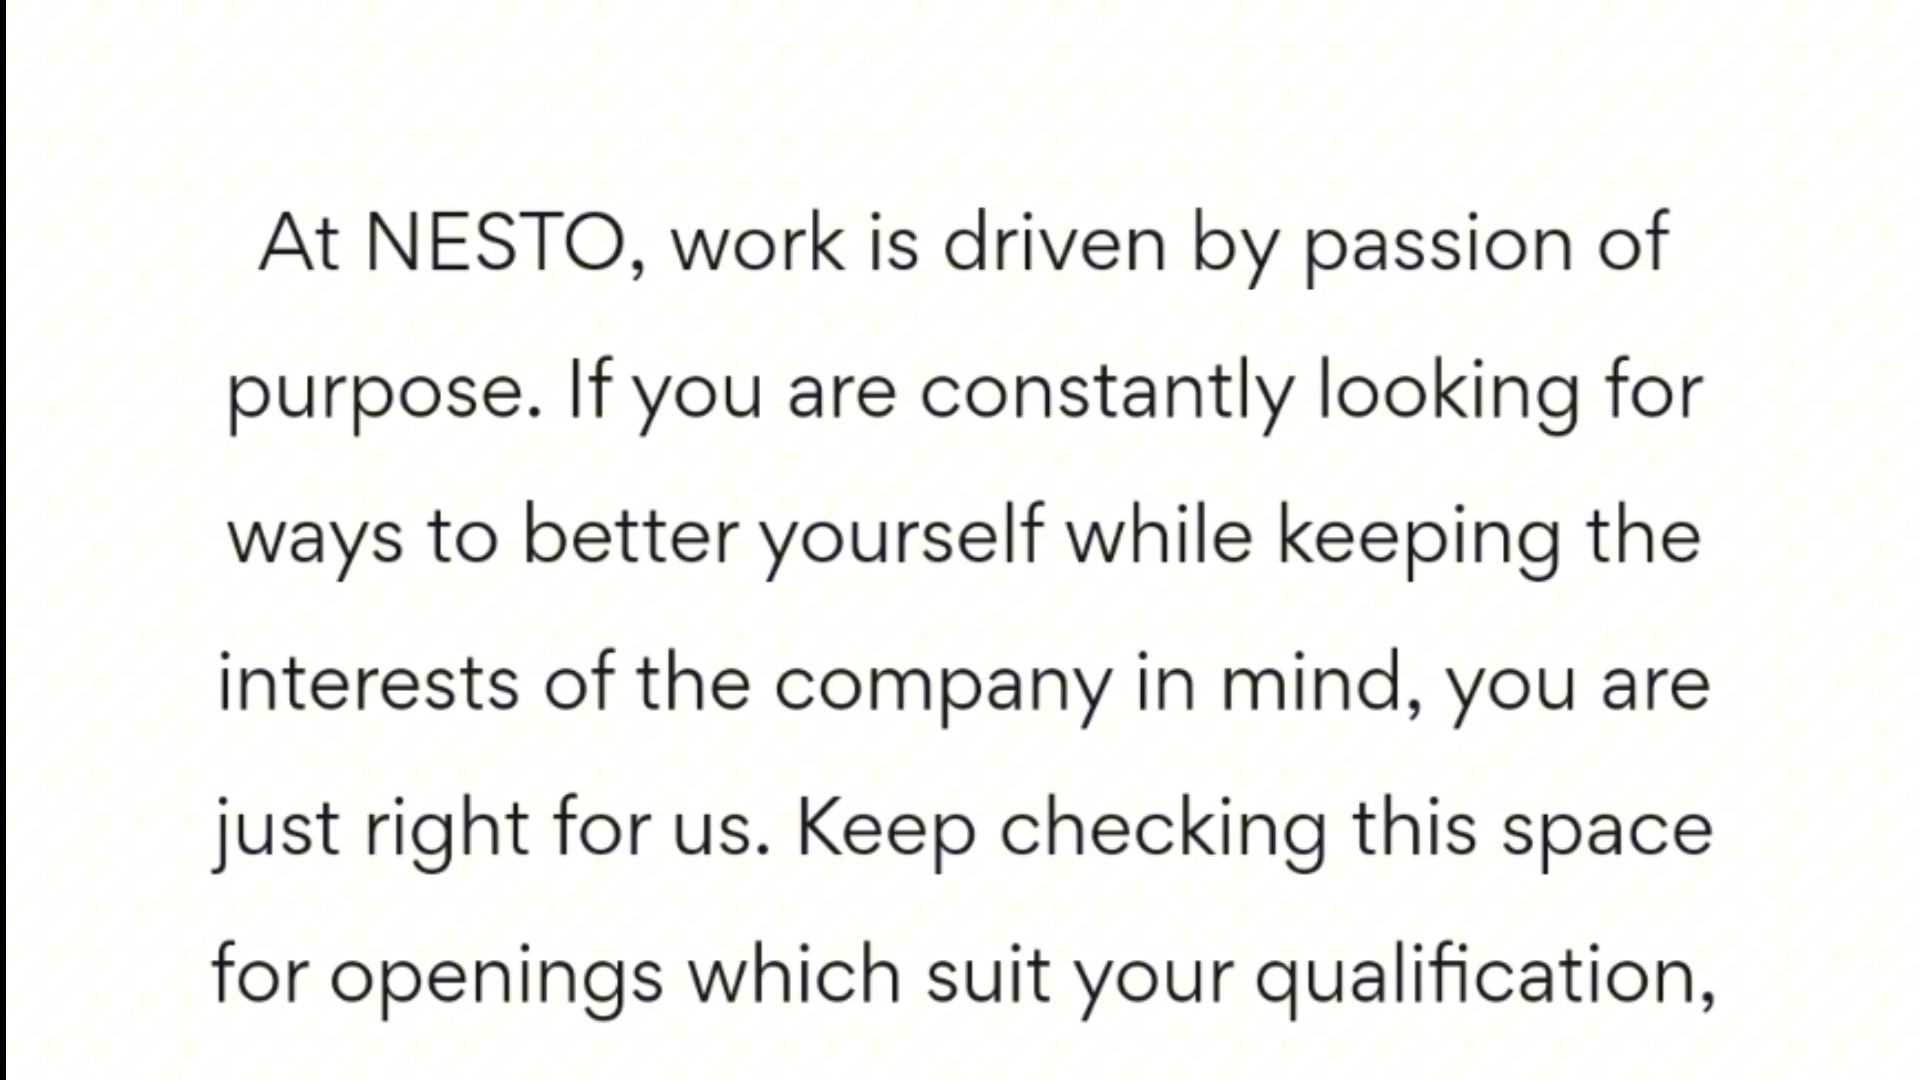 At NESTO, work is driven by passion of
purpose. If you are constantly looking for
ways to better yourself while keeping the
interests of the company in mind, you are
just right for us. Keep checking this space
for openings which suit your qualification,